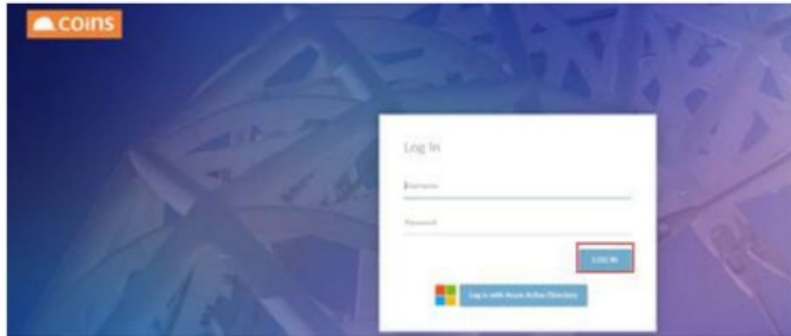 coins
Log In
Username
Password
LOG IN
Log in with Azure Active Directory